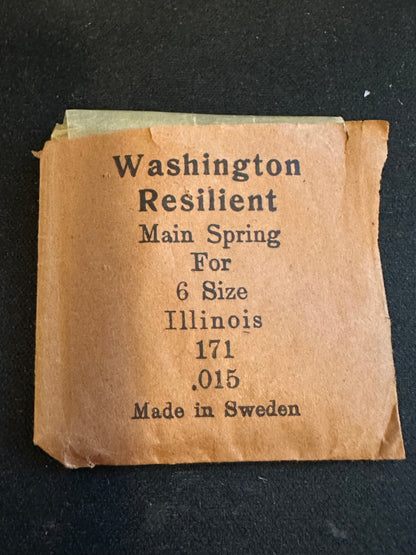 Washington
Resilient
Main Spring
For
6 Size
Illinois
171
.015
Made in Sweden